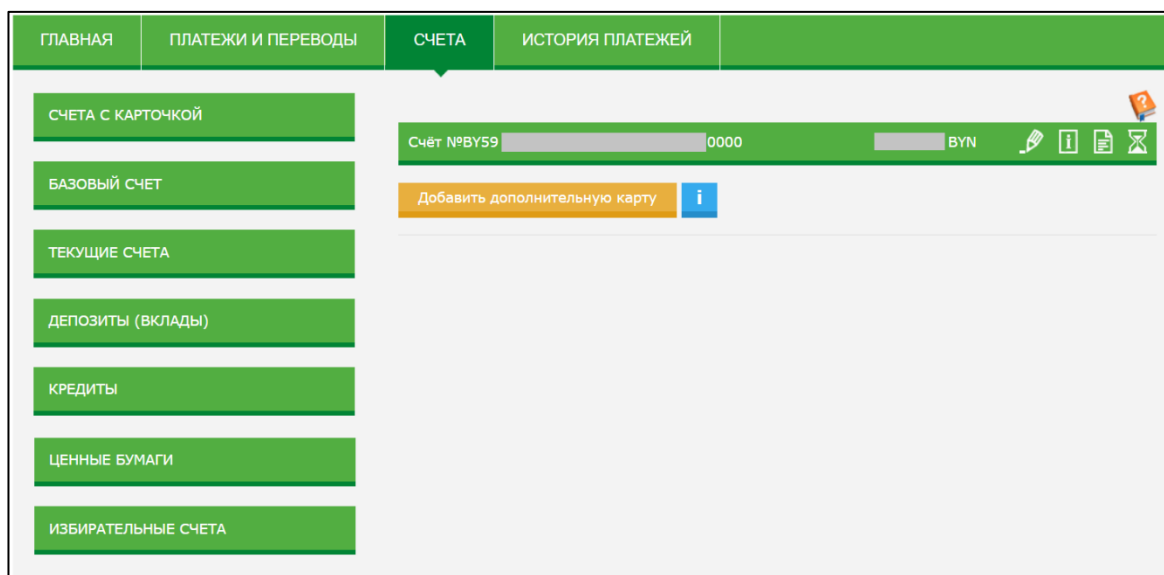 ГЛАВНАЯ ПЛАТЕЖИ И ПЕРЕВОДЫ СЧЕТА ИСТОРИЯ ПЛАТЕЖЕЙ
СЧЕТА С КАРТОЧКОЙ
БАЗОВЫЙ СЧЕТ
ТЕКУЩИЕ СЧЕТА
ДЕПОЗИТЫ (ВКЛАДЫ)
КРЕДИТЫ
ЦЕННЫЕ БУМАГИ
ИЗБИРАТЕЛЬНЫЕ СЧЕТА
?
Счёт №BY59 0000 BYN i
Добавить дополнительную карту i